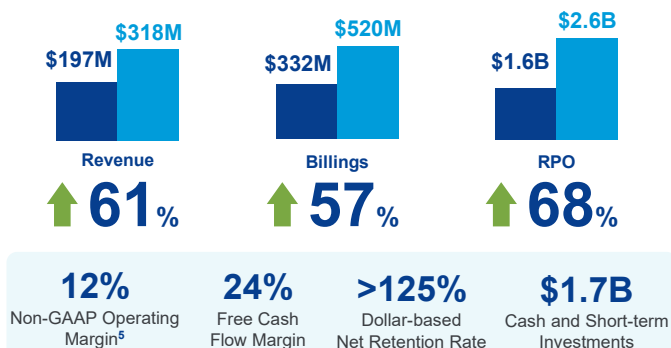 $197M
$318M
$332M
$520M
$1.6B
$2.6B
Revenue
Billings
RPO
61%
57%
68%
12%
Non-GAAP Operating
Margin5
24%
Free Cash
Flow Margin
>125%
Dollar-based
Net Retention Rate
$1.7B
Cash and Short-term
Investments